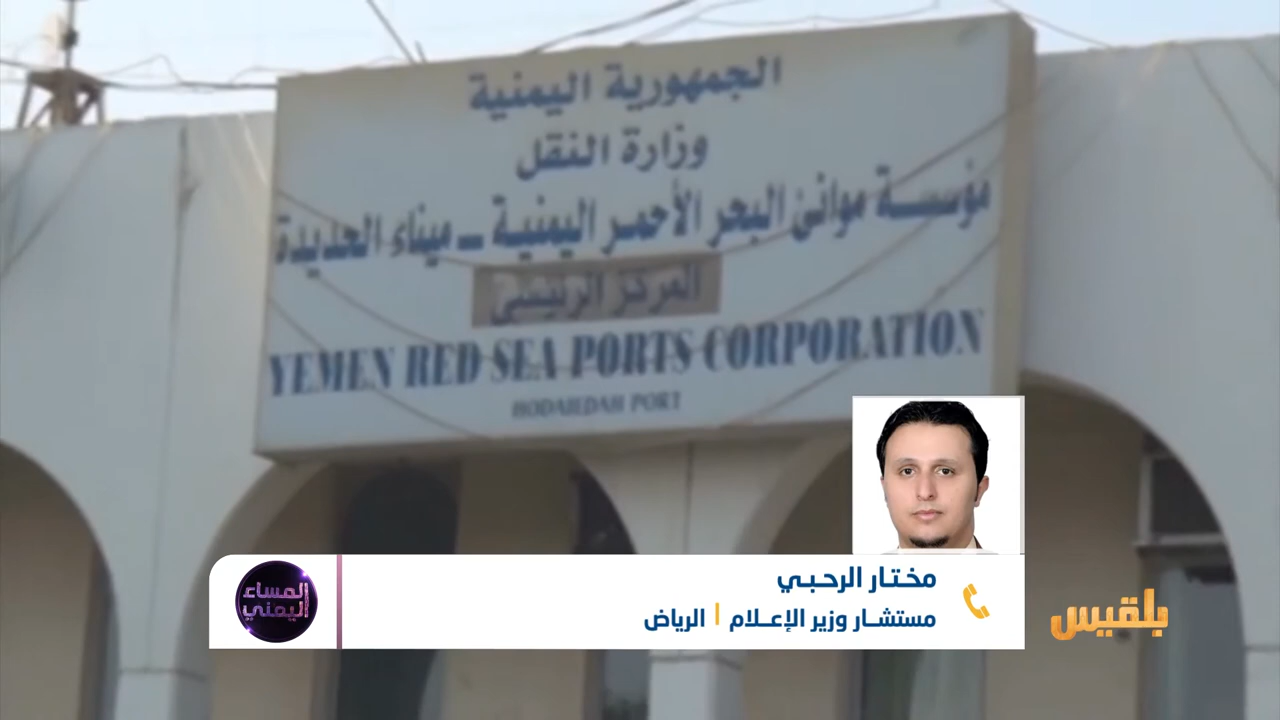 الجمهورية اليمنية
وزارة النقل
مؤسسة موانئ البحر الأحمر اليمنية - ميناء الحديدة
المركز الرئيسي
YEMEN RED SEA PORTS CORPORATION
HODAIEDAH PORT
مختار الرحبي
مستشار وزير الإعلام | الرياض
المساء
اليمني
بلقيس